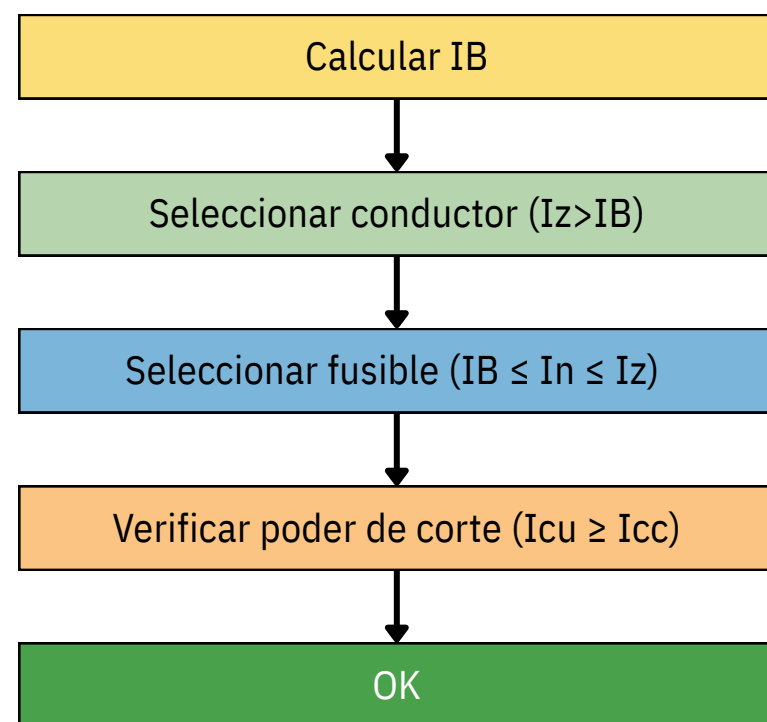 Calcular IB
Seleccionar conductor (Iz>IB)
Seleccionar fusible (IB ≤ In ≤ Iz)
Verificar poder de corte (Icu ≥ Icc)
OK